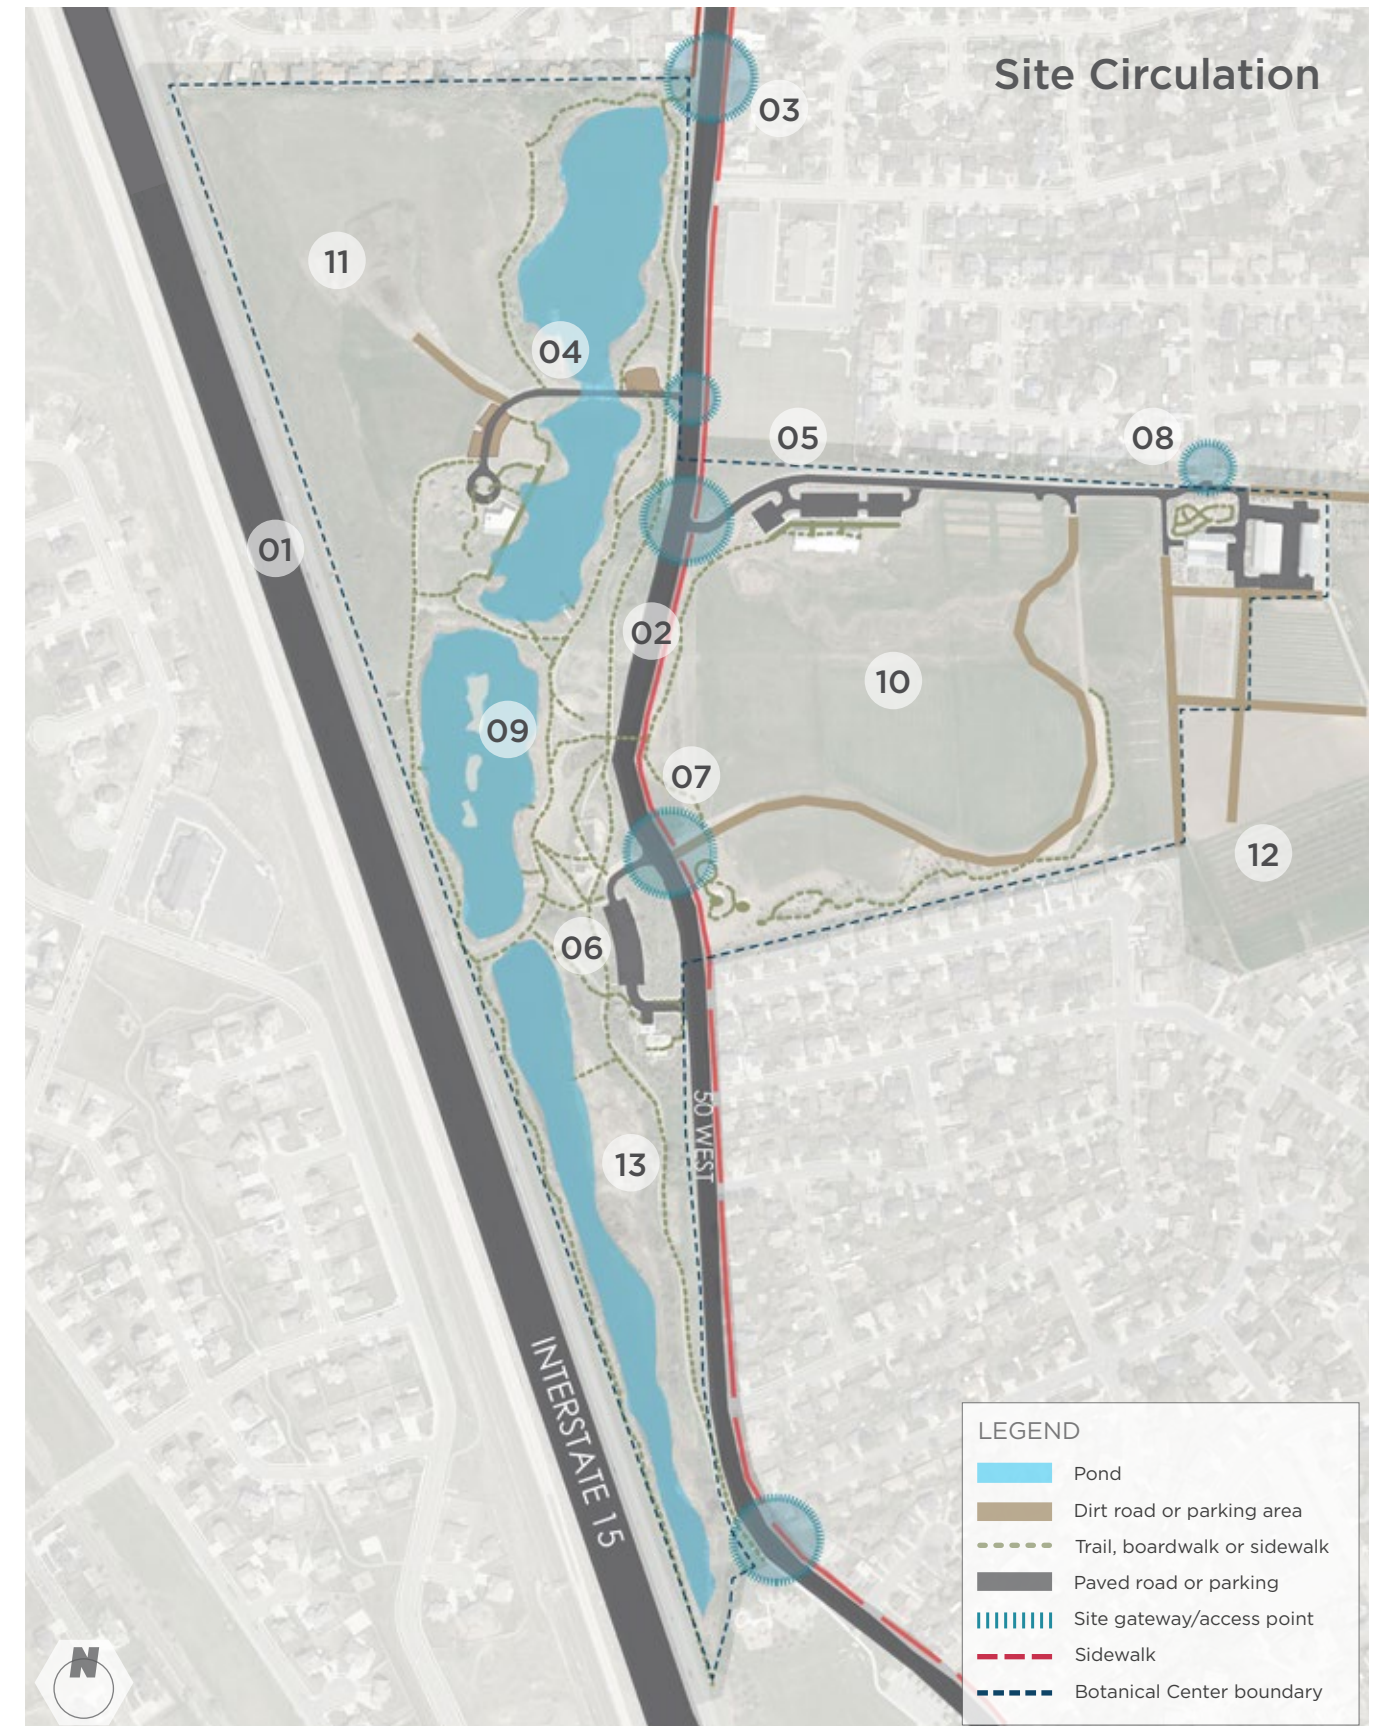 Site Circulation
03
11
04
05
08
01
02
10
09
07
12
06
50 WEST
13
INTERSTATE 15
LEGEND
Pond
Dirt road or parking area
Trail, boardwalk or sidewalk
Paved road or parking
Site gateway/access point
Sidewalk
Botanical Center boundary
N